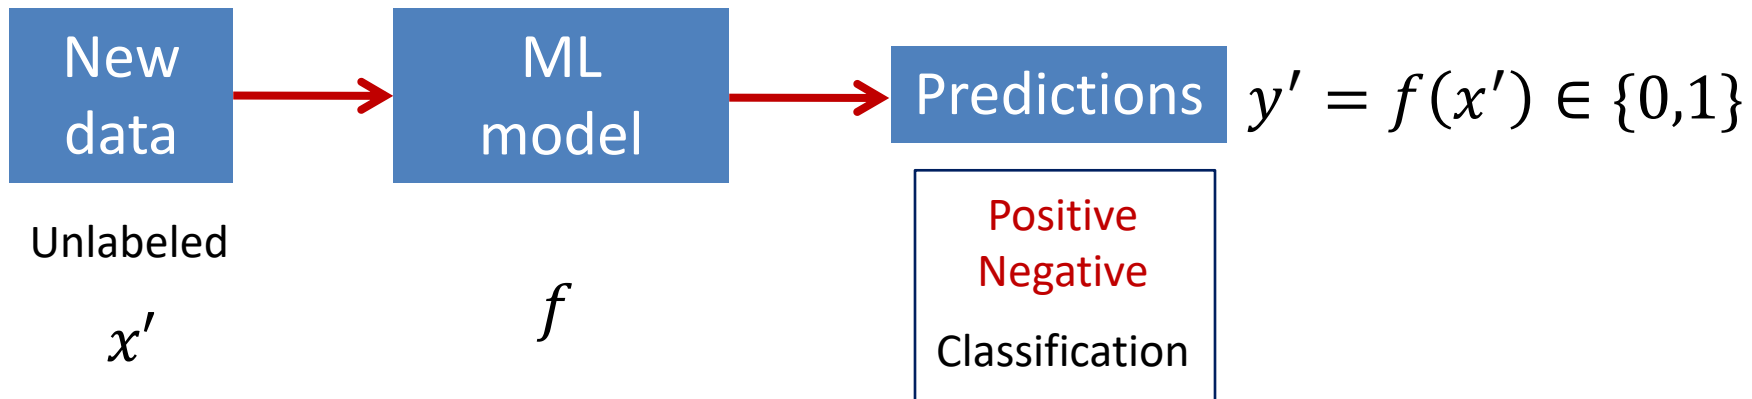 New
data
ML
model
Predictions
y′ = f(x′) ∈ {0,1}
Unlabeled
x′
f
Positive
Negative
Classification